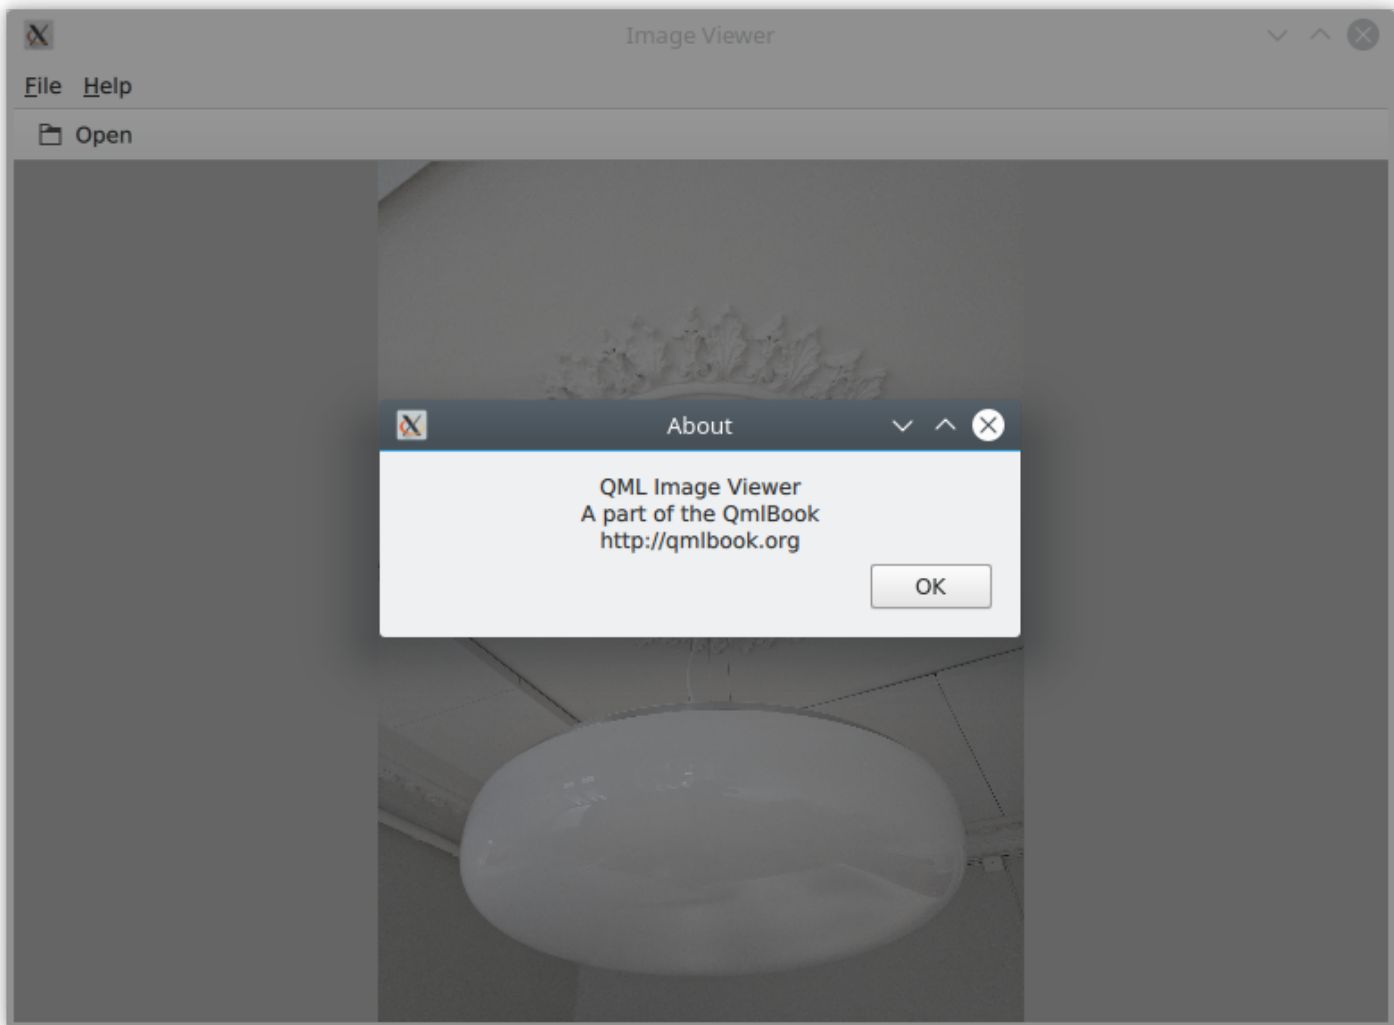 Image Viewer
File Help
Open
About
QML Image Viewer
A part of the QmlBook
http://qmlbook.org
OK